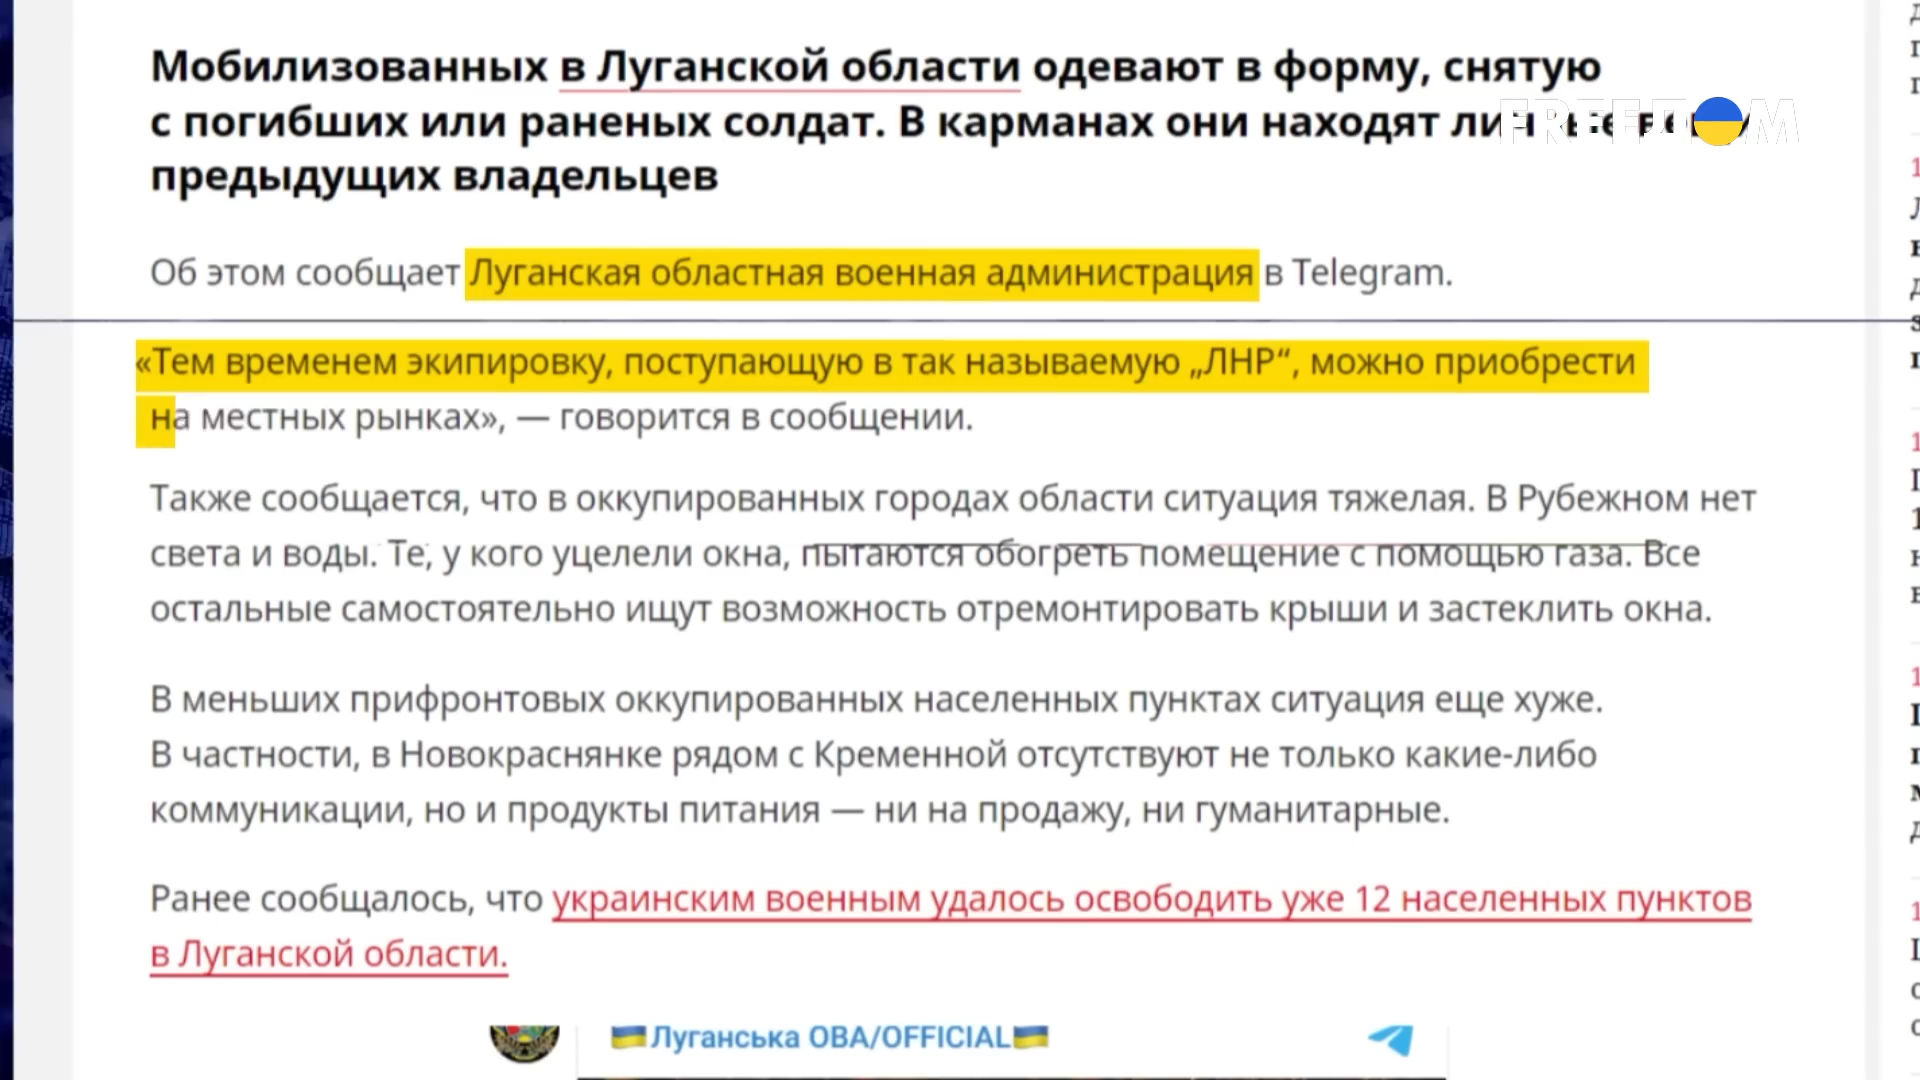 Мобилизованных в Луганской области одевают в форму, снятую
с погибших или раненых солдат. В карманах они находят личные вещи
предыдущих владельцев
FREEDOM
Об этом сообщает Луганская областная военная администрация в Telegram.
«Тем временем экипировку, поступающую в так называемую „ЛНР“, можно приобрести
на местных рынках», — говорится в сообщении.
Также сообщается, что в оккупированных городах области ситуация тяжелая. В Рубежном нет
света и воды. Те, у кого уцелели окна, пытаются обогреть помещение с помощью газа. Все
остальные самостоятельно ищут возможность отремонтировать крыши и застеклить окна.
В меньших прифронтовых оккупированных населенных пунктах ситуация еще хуже.
В частности, в Новокраснянке рядом с Кременной отсутствуют не только какие-либо
коммуникации, но и продукты питания — ни на продажу, ни гуманитарные.
Ранее сообщалось, что украинским военным удалось освободить уже 12 населенных пунктов
в Луганской области.
Луганська ОВА/OFFICIAL